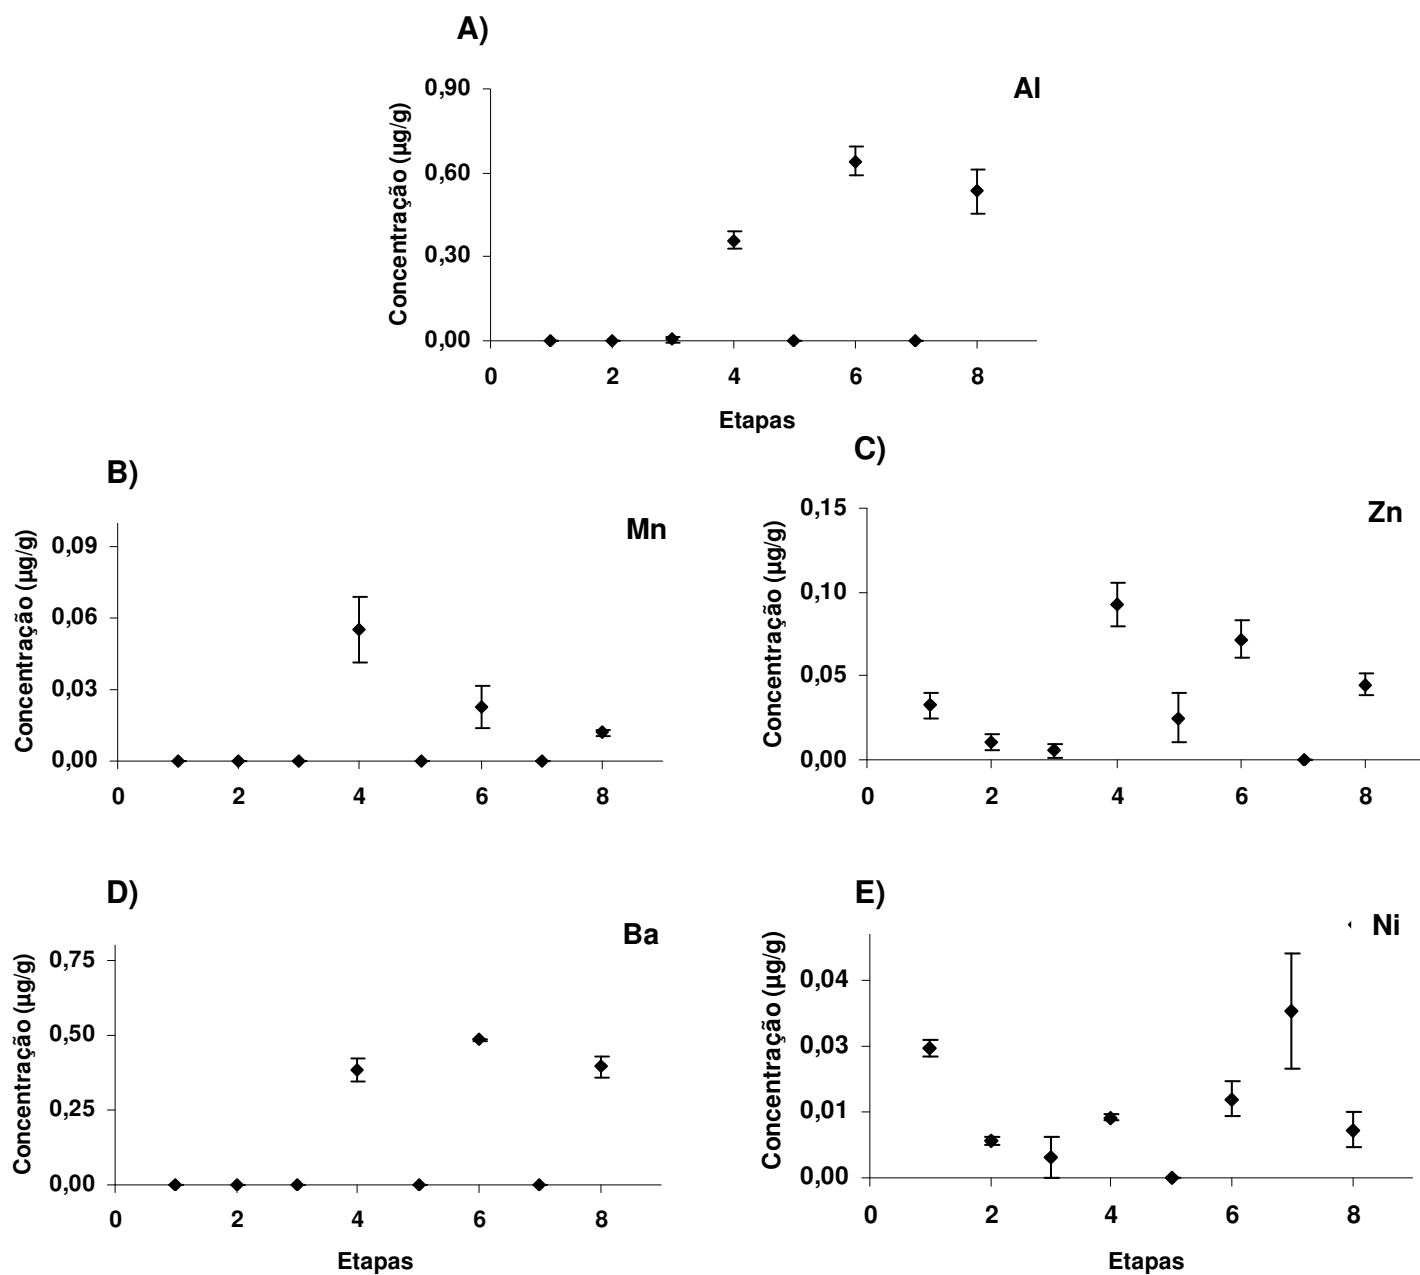 A)
Al
Concentração (µg/g)
0,90
0,60
0,30
0,00
0 2 4 6 8
Etapas
B)
Mn
Concentração (µg/g)
0,09
0,06
0,03
0,00
0 2 4 6 8
C)
Zn
Concentração (µg/g)
0,15
0,10
0,05
0,00
0 2 4 6 8
D)
Ba
Concentração (µg/g)
0,75
0,50
0,25
0,00
0 2 4 6 8
Etapas
E)
Ni
Concentração (µg/g)
0,04
0,03
0,01
0,00
0 2 4 6 8
Etapas